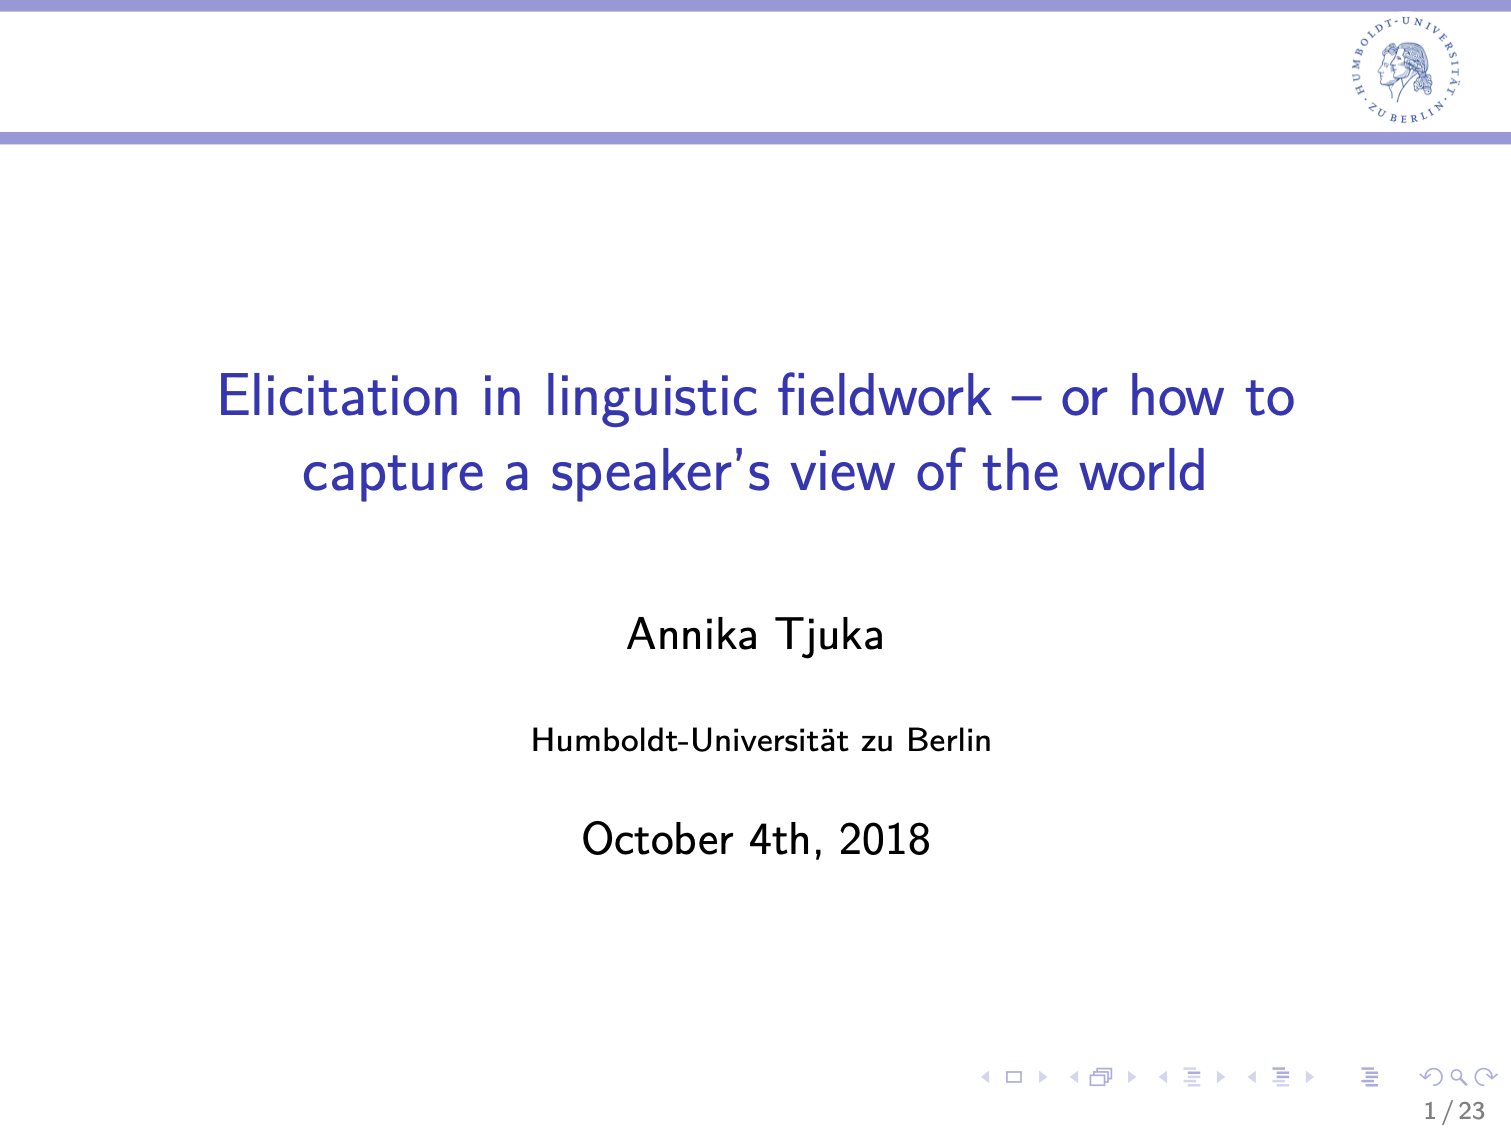 HUMBOLDT-UNIVERSITÄT · ZU BERLIN ·
Elicitation in linguistic fieldwork – or how to
capture a speaker's view of the world
Annika Tjuka
Humboldt-Universität zu Berlin
October 4th, 2018
1 / 23